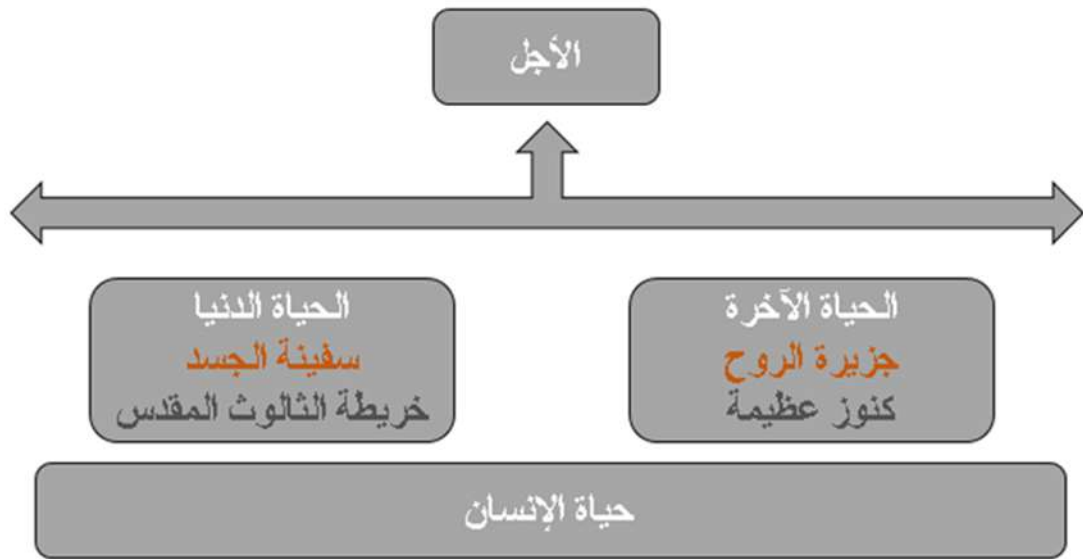 الأجل
الحياة الآخرة
جزيرة الروح
كنوز عظيمة
الحياة الدنيا
سفينة الجسد
خريطة الثالوث المقدس
حياة الإنسان